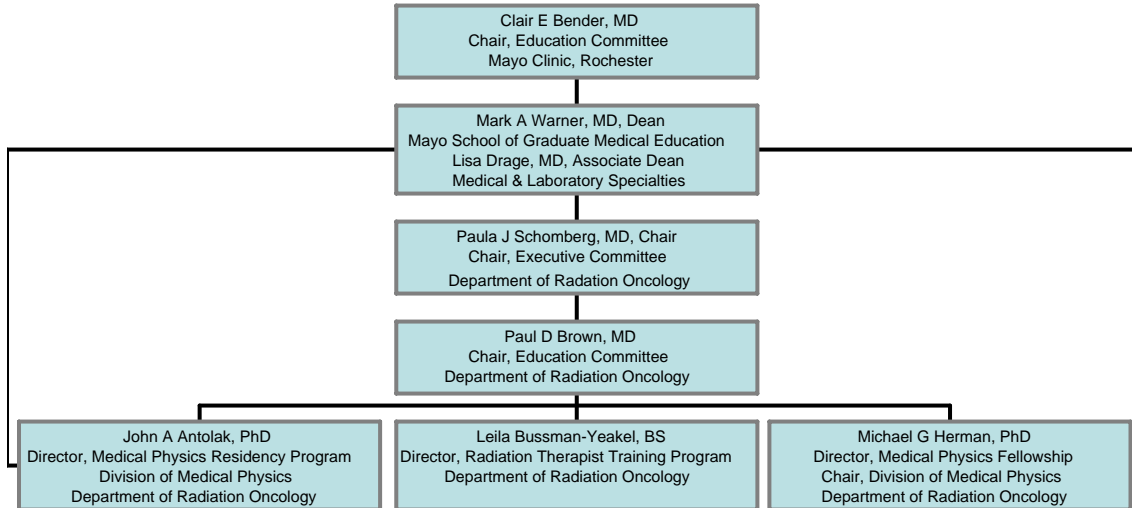 Clair E Bender, MD
Chair, Education Committee
Mayo Clinic, Rochester
Mark A Warner, MD, Dean
Mayo School of Graduate Medical Education
Lisa Drage, MD, Associate Dean
Medical & Laboratory Specialties
Paula J Schomberg, MD, Chair
Chair, Executive Committee
Department of Radation Oncology
Paul D Brown, MD
Chair, Education Committee
Department of Radiation Oncology
John A Antolak, PhD
Director, Medical Physics Residency Program
Division of Medical Physics
Department of Radiation Oncology
Leila Bussman-Yeakel, BS
Director, Radiation Therapist Training Program
Department of Radiation Oncology
Michael G Herman, PhD
Director, Medical Physics Fellowship
Chair, Division of Medical Physics
Department of Radiation Oncology